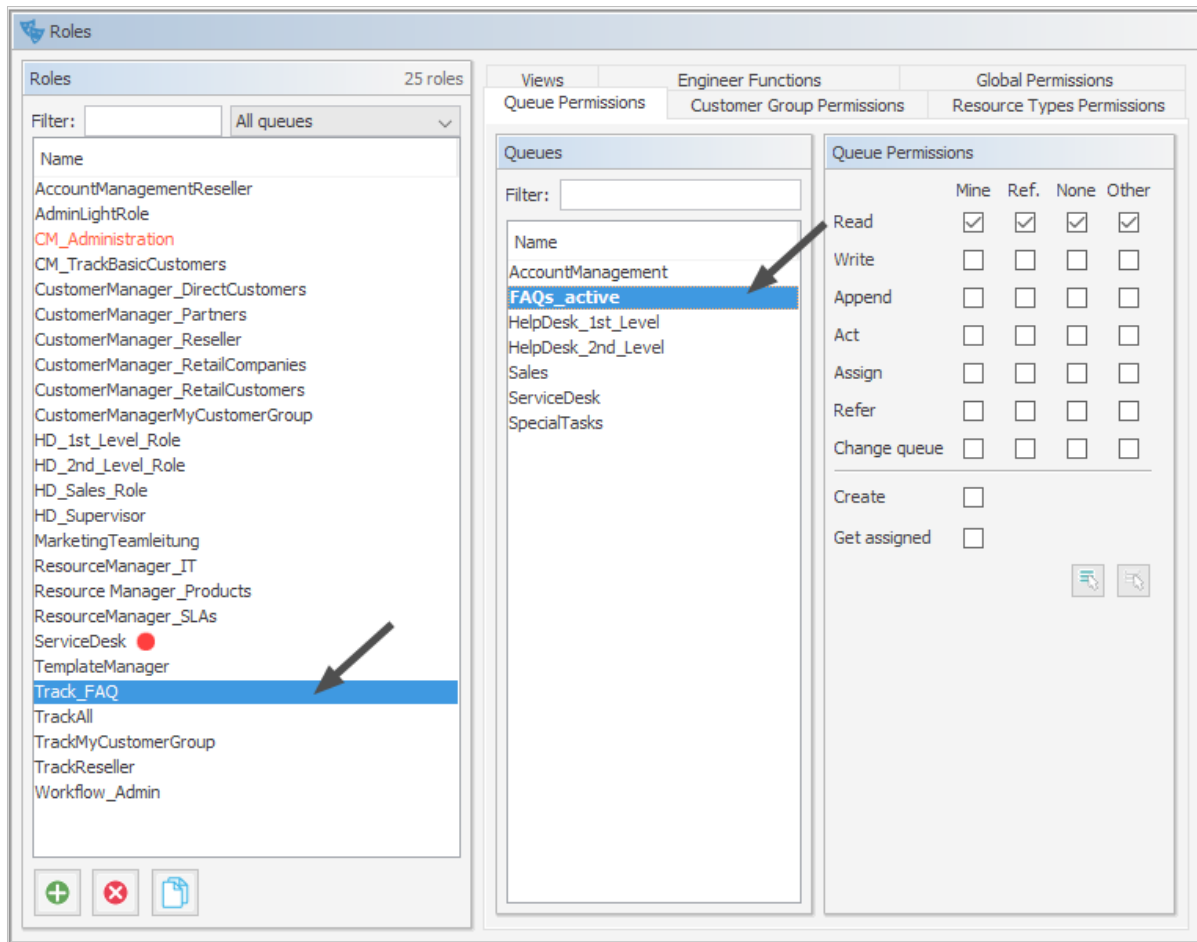 Roles
Roles 25 roles
Filter: All queues
Name
AccountManagementReseller
AdminLightRole
CM_Administration
CM_TrackBasicCustomers
CustomerManager_DirectCustomers
CustomerManager_Partners
CustomerManager_Reseller
CustomerManager_RetailCompanies
CustomerManager_RetailCustomers
CustomerManagerMyCustomerGroup
HD_1st_Level_Role
HD_2nd_Level_Role
HD_Sales_Role
HD_Supervisor
MarketingTeamleitung
ResourceManager_IT
Resource Manager_Products
ResourceManager_SLAs
ServiceDesk
TemplateManager
Track_FAQ
TrackAll
TrackMyCustomerGroup
TrackReseller
Workflow_Admin
Views Engineer Functions Global Permissions
Queue Permissions Customer Group Permissions Resource Types Permissions
Queues
Filter:
Name
AccountManagement
FAQs_active
HelpDesk_1st_Level
HelpDesk_2nd_Level
Sales
ServiceDesk
SpecialTasks
Queue Permissions
Mine Ref. None Other
Read
Write
Append
Act
Assign
Refer
Change queue
Create
Get assigned